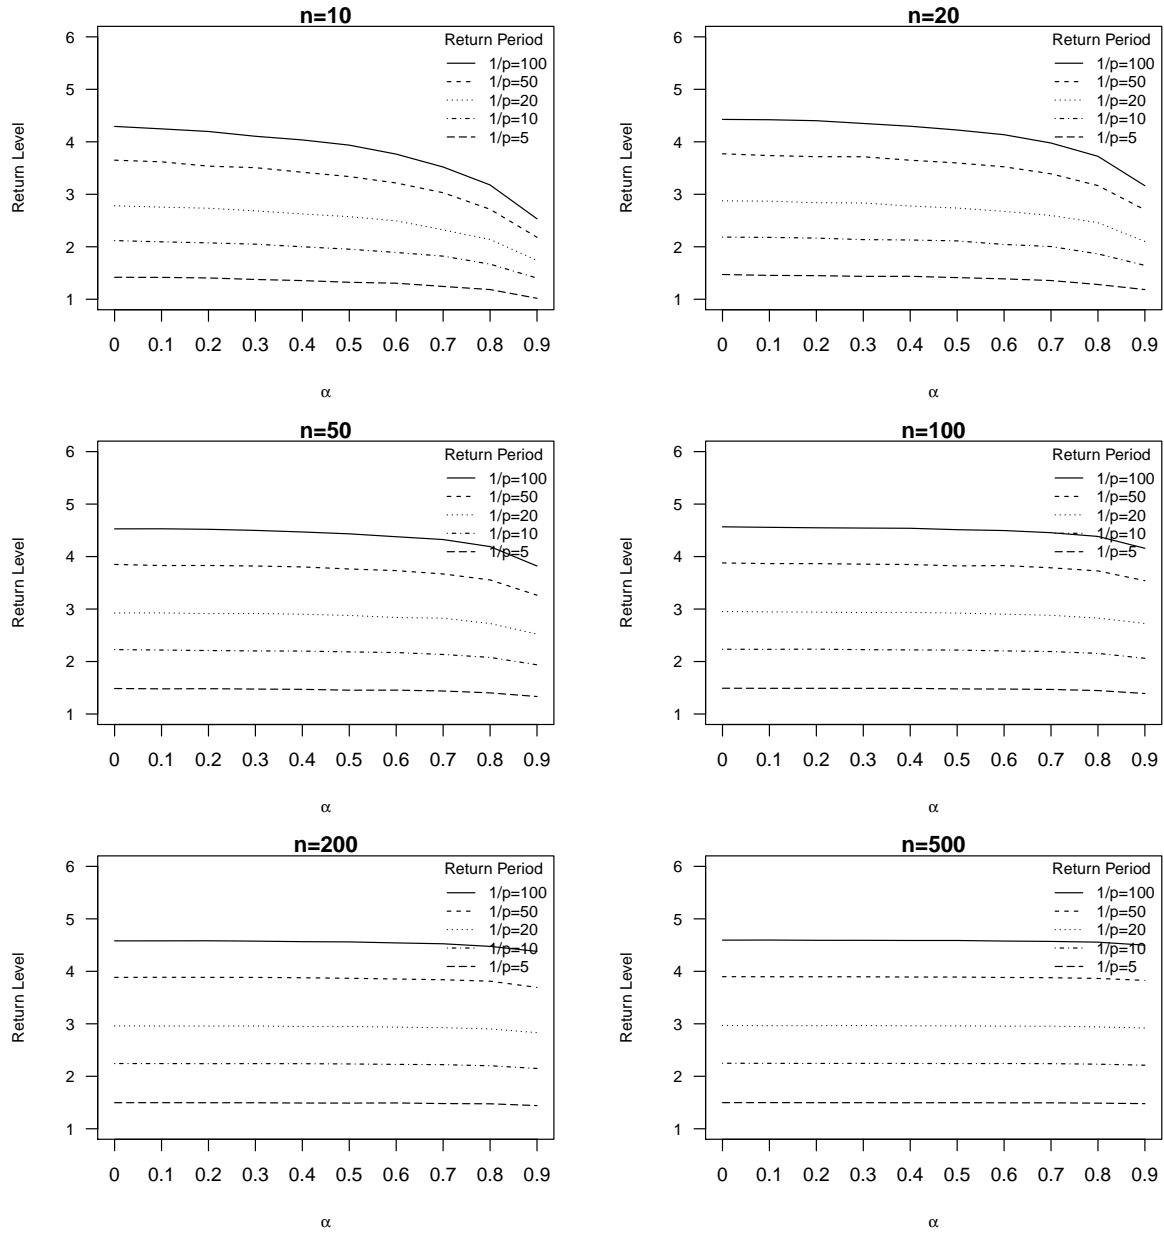 n=10
Return Period
1/p=100
1/p=50
1/p=20
1/p=10
1/p=5
Return Level
6
5
4
3
2
1
0 0.1 0.2 0.3 0.4 0.5 0.6 0.7 0.8 0.9
α
n=20
Return Period
1/p=100
1/p=50
1/p=20
1/p=10
1/p=5
Return Level
6
5
4
3
2
1
0 0.1 0.2 0.3 0.4 0.5 0.6 0.7 0.8 0.9
α
n=50
Return Period
1/p=100
1/p=50
1/p=20
1/p=10
1/p=5
Return Level
6
5
4
3
2
1
0 0.1 0.2 0.3 0.4 0.5 0.6 0.7 0.8 0.9
α
n=100
Return Period
1/p=100
1/p=50
1/p=20
1/p=10
1/p=5
Return Level
6
5
4
3
2
1
0 0.1 0.2 0.3 0.4 0.5 0.6 0.7 0.8 0.9
α
n=200
Return Period
1/p=100
1/p=50
1/p=20
1/p=10
1/p=5
Return Level
6
5
4
3
2
1
0 0.1 0.2 0.3 0.4 0.5 0.6 0.7 0.8 0.9
α
n=500
Return Period
1/p=100
1/p=50
1/p=20
1/p=10
1/p=5
Return Level
6
5
4
3
2
1
0 0.1 0.2 0.3 0.4 0.5 0.6 0.7 0.8 0.9
α